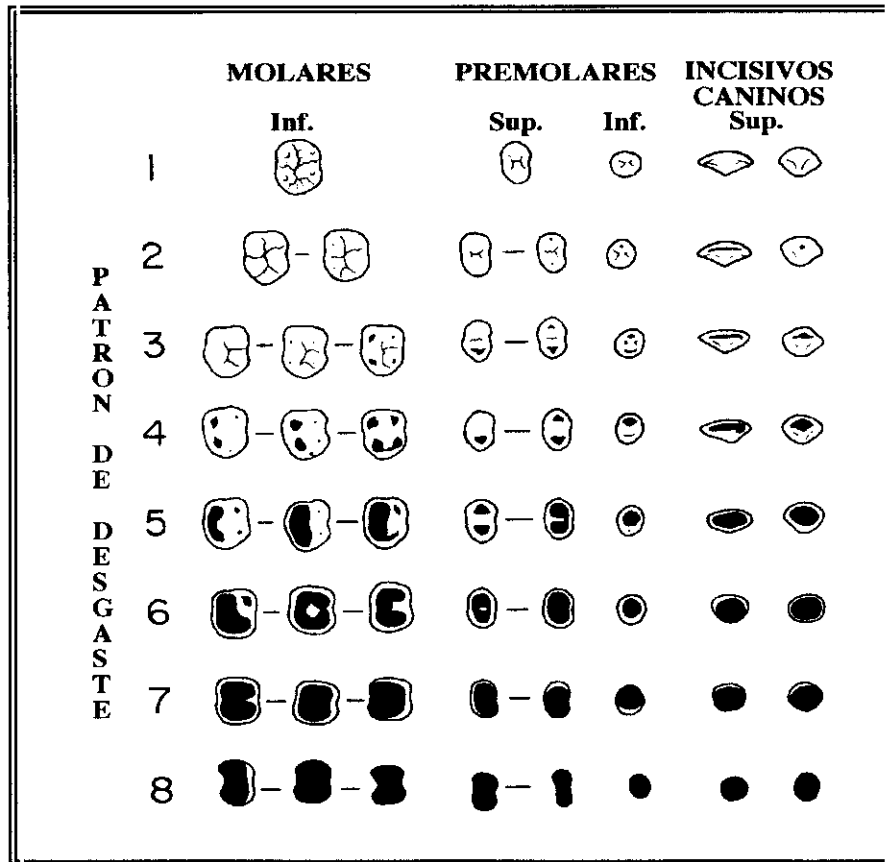 MOLARES PREMOLARES INCISIVOS
CANINOS
Inf. Sup. Inf. Sup.
1
2
3
4
5
6
7
8
PATRON DE DESGASTE